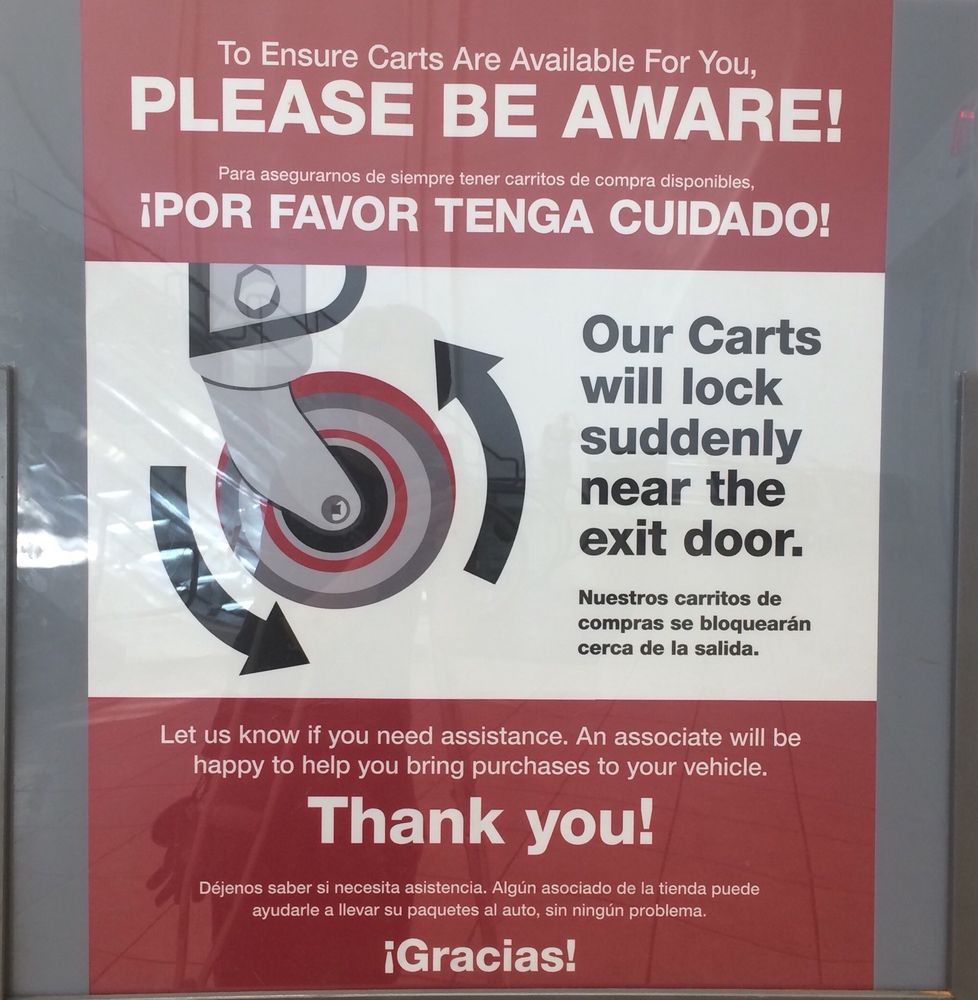 To Ensure Carts Are Available For You,
PLEASE BE AWARE!
Para asegurarnos de siempre tener carritos de compra disponibles,
¡POR FAVOR TENGA CUIDADO!
Our Carts
will lock
suddenly
near the
exit door.
Nuestros carritos de
compras se bloquearán
cerca de la salida.
Let us know if you need assistance. An associate will be
happy to help you bring purchases to your vehicle.
Thank you!
Déjenos saber si necesita asistencia. Algún asociado de la tienda puede
ayudarle a llevar su paquetes al auto, sin ningún problema.
¡Gracias!